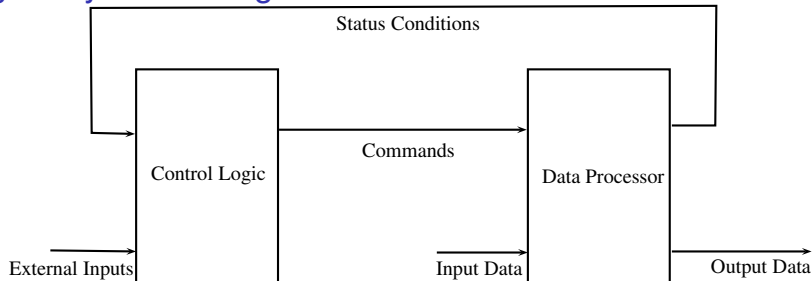 Status Conditions
Commands
Control Logic
Data Processor
External Inputs
Input Data
Output Data